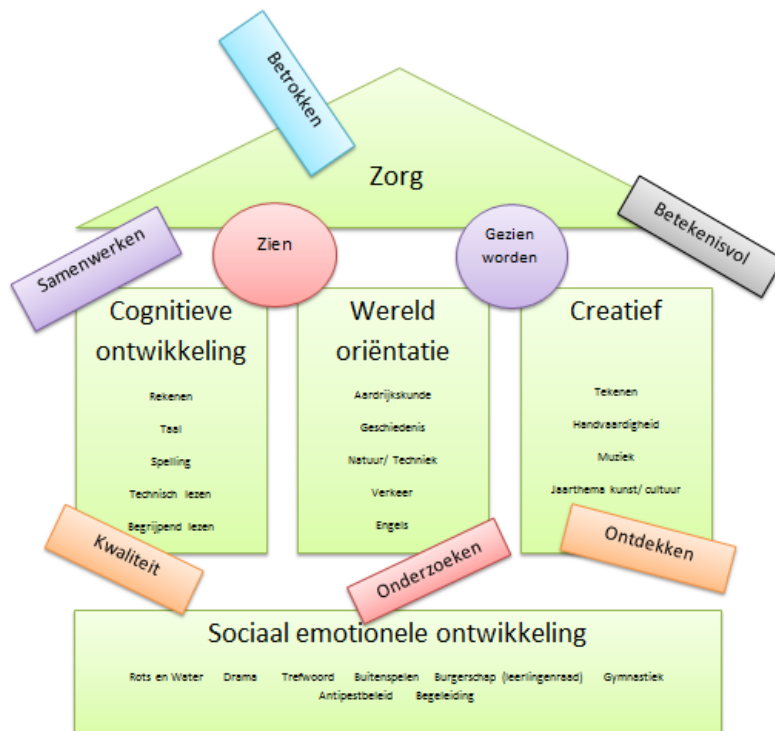 Betrokken
Zorg
Samenwerken
Zien
Gezien
worden
Betekenisvol
Cognitieve
ontwikkeling
Rekenen
Taal
Spelling
Technisch lezen
Begrijpend lezen
Wereld
oriëntatie
Aardrijkskunde
Geschiedenis
Natuur/ Techniek
Verkeer
Engels
Creatief
Tekenen
Handvaardigheid
Muziek
Jaarthema kunst/ cultuur
Kwaliteit
Onderzoeken
Ontdekken
Sociaal emotionele ontwikkeling
Rots en Water Drama Trefwoord Buitenspelen Burgerschap (leerlingenraad) Gymnastiek
Antipestbeleid Begeleiding